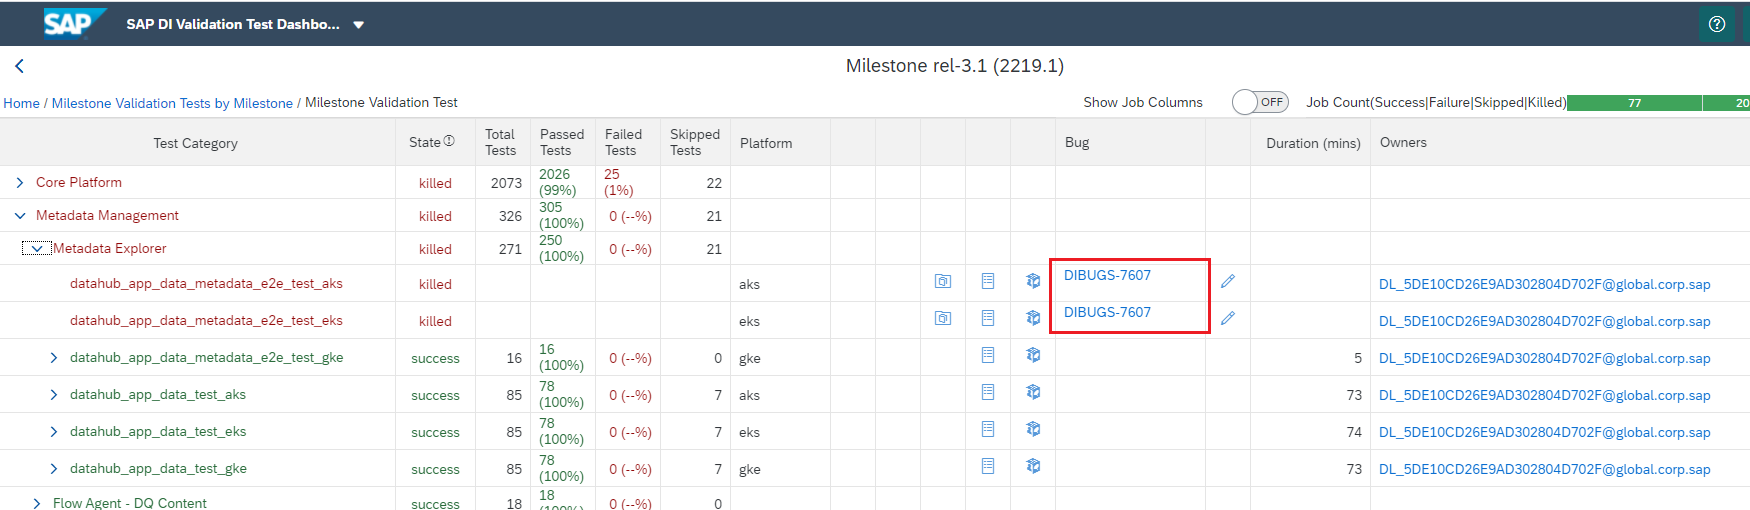 SAP SAP DI Validation Test Dashbo...
Milestone rel-3.1 (2219.1)
Home / Milestone Validation Tests by Milestone / Milestone Validation Test Show Job Columns OFF Job Count(Success|Failure|Skipped|Killed) 77 20
Test Category State Total Tests Passed Tests Failed Tests Skipped Tests Platform Bug Duration (mins) Owners
Core Platform killed 2073 2026 (99%) 25 (1%) 22
Metadata Management killed 326 305 (100%) 0 (--%) 21
Metadata Explorer killed 271 250 (100%) 0 (--%) 21
datahub_app_data_metadata_e2e_test_aks killed aks DIBUGS-7607 DL_5DE10CD26E9AD302804D702F@global.corp.sap
datahub_app_data_metadata_e2e_test_eks killed eks DIBUGS-7607 DL_5DE10CD26E9AD302804D702F@global.corp.sap
datahub_app_data_metadata_e2e_test_gke success 16 16 (100%) 0 (--%) 0 gke 5 DL_5DE10CD26E9AD302804D702F@global.corp.sap
datahub_app_data_test_aks success 85 78 (100%) 0 (--%) 7 aks 73 DL_5DE10CD26E9AD302804D702F@global.corp.sap
datahub_app_data_test_eks success 85 78 (100%) 0 (--%) 7 eks 74 DL_5DE10CD26E9AD302804D702F@global.corp.sap
datahub_app_data_test_gke success 85 78 (100%) 0 (--%) 7 gke 73 DL_5DE10CD26E9AD302804D702F@global.corp.sap
Flow Agent - DQ Content success 18 18 (100%) 0 (--%) 0